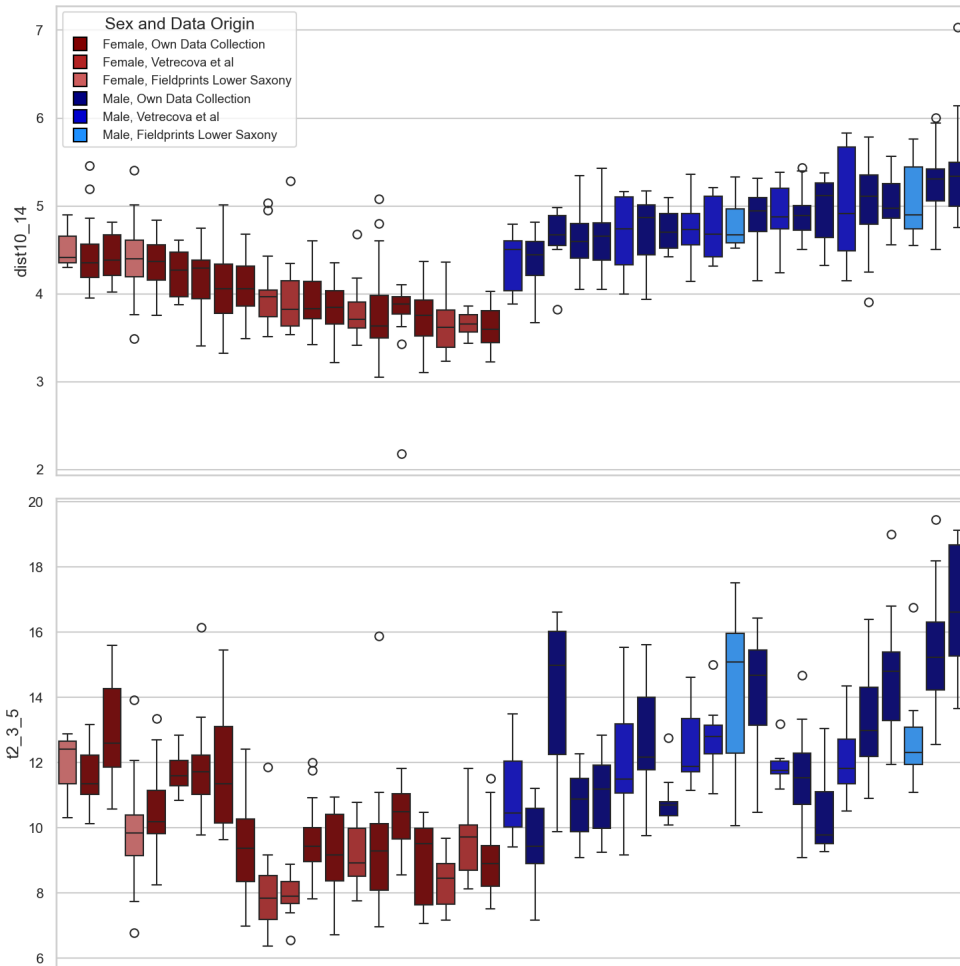 Sex and Data Origin
Female, Own Data Collection
Female, Vetrecova et al
Female, Fieldprints Lower Saxony
Male, Own Data Collection
Male, Vetrecova et al
Male, Fieldprints Lower Saxony
dist10_14
7
6
5
4
3
2
t2_3_5
20
18
16
14
12
10
8
6